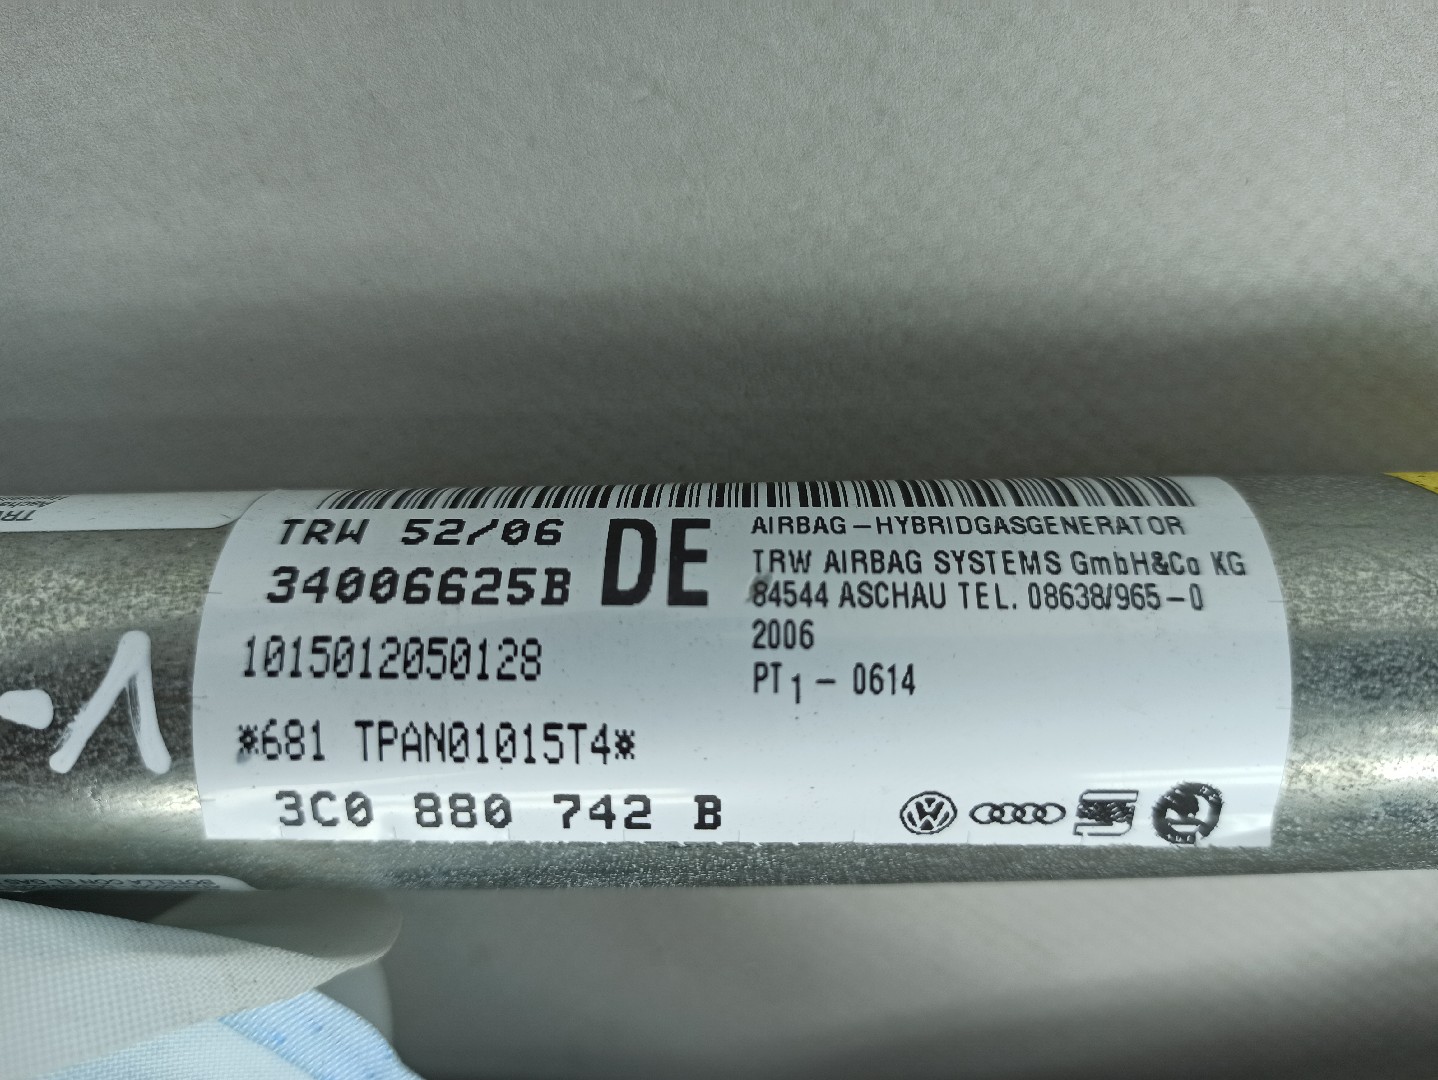 TRW 52/06
34006625B
DE
1015012050128
*681 TPAN01015T4*
3C0 880 742 B
AIRBAG-HYBRIDGASGENERATOR
TRW AIRBAG SYSTEMS GmbH&Co KG
84544 ASCHAU TEL. 08638/965-0
2006
PT1 - 0614
-1